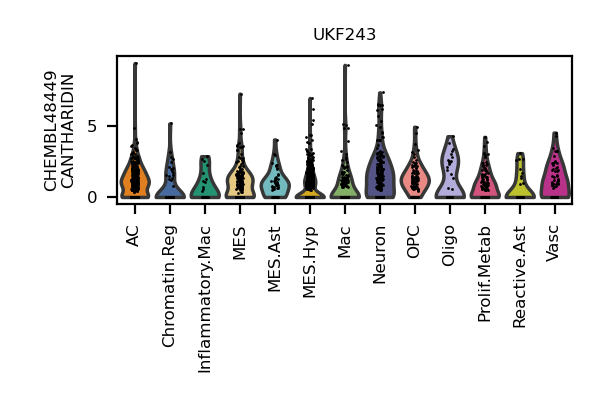 UKF243
CHEMBL48449
CANTHARIDIN
5
0
AC
Chromatin.Reg
Inflammatory.Mac
MES
MES.Ast
MES.Hyp
Mac
Neuron
OPC
Oligo
Prolif.Metab
Reactive.Ast
Vasc